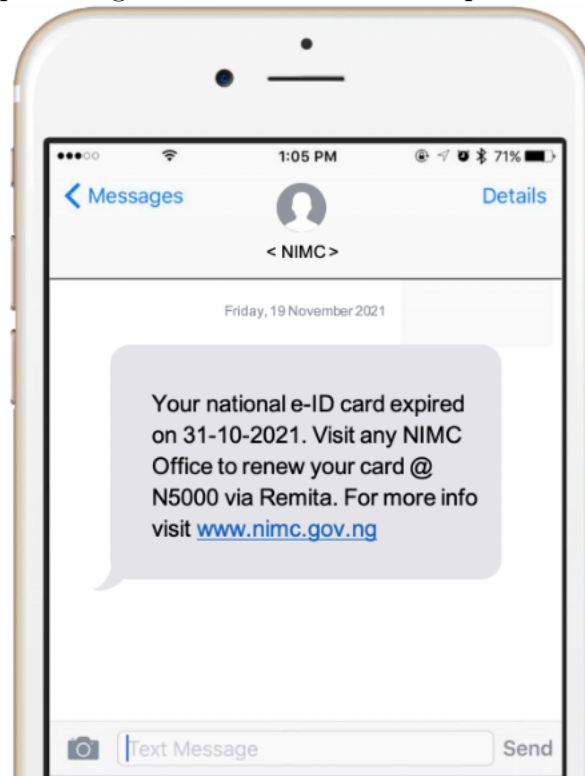 1:05 PM
71%
Messages
Details
< NIMC >
Friday, 19 November 2021
Your national e-ID card expired
on 31-10-2021. Visit any NIMC
Office to renew your card @
N5000 via Remita. For more info
visit www.nimc.gov.ng
Text Message
Send